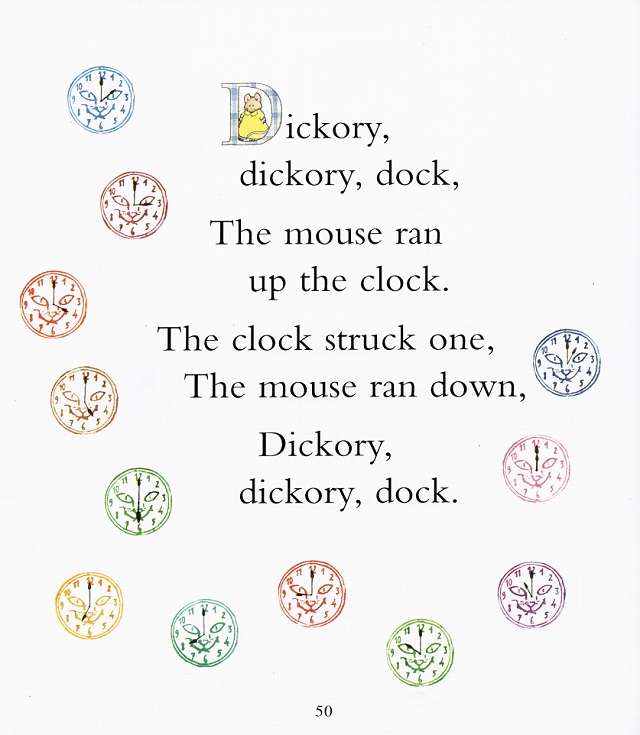 Dickory,
dickory, dock,
The mouse ran
up the clock.
The clock struck one,
The mouse ran down,
Dickory,
dickory, dock.
50